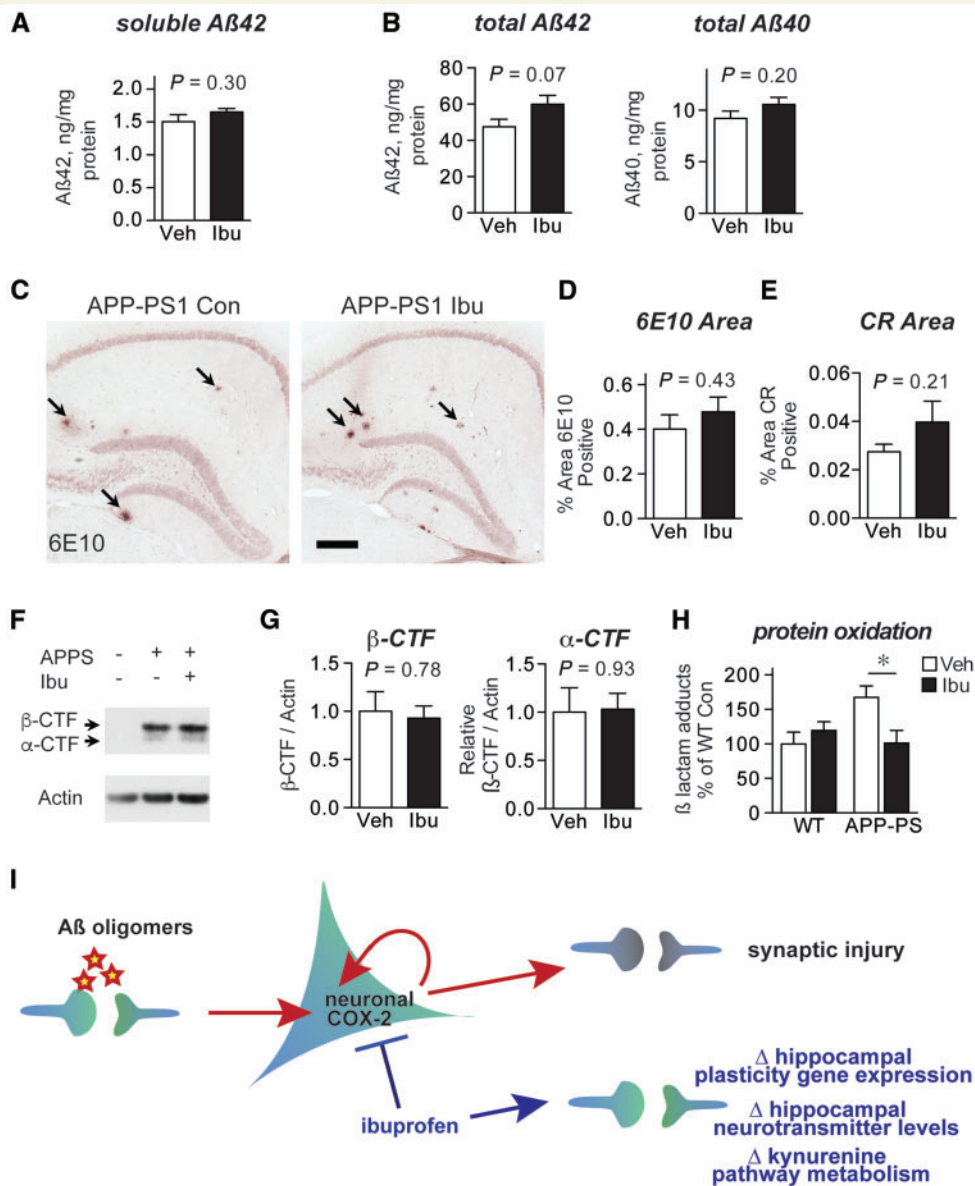 A
soluble Aß42
P = 0.30
Aß42, ng/mg
protein
2.0
1.5
1.0
0.5
0.0
Veh Ibu
B
total Aß42
P = 0.07
Aß42, ng/mg
protein
80
60
40
20
0
Veh Ibu
total Aß40
P = 0.20
Aß40, ng/mg
protein
10
5
0
Veh Ibu
C
APP-PS1 Con
APP-PS1 Ibu
6E10
D
6E10 Area
P = 0.43
% Area 6E10
Positive
0.6
0.4
0.2
0.0
Veh Ibu
E
CR Area
P = 0.21
% Area CR
Positive
0.06
0.04
0.02
0.00
Veh Ibu
F
APPS - + +
Ibu - - +
β-CTF
α-CTF
Actin
G
β-CTF
P = 0.78
β-CTF / Actin
1.5
1.0
0.5
0.0
Veh Ibu
α-CTF
P = 0.93
Relative
ß-CTF / Actin
1.5
1.0
0.5
0.0
Veh Ibu
H
protein oxidation
Veh
Ibu
*
ß lactam adducts
% of WT Con
200
150
100
50
0
WT APP-PS
I
Aß oligomers
neuronal
COX-2
synaptic injury
ibuprofen
Δ hippocampal
plasticity gene expression
Δ hippocampal
neurotransmitter levels
Δ kynurenine
pathway metabolism